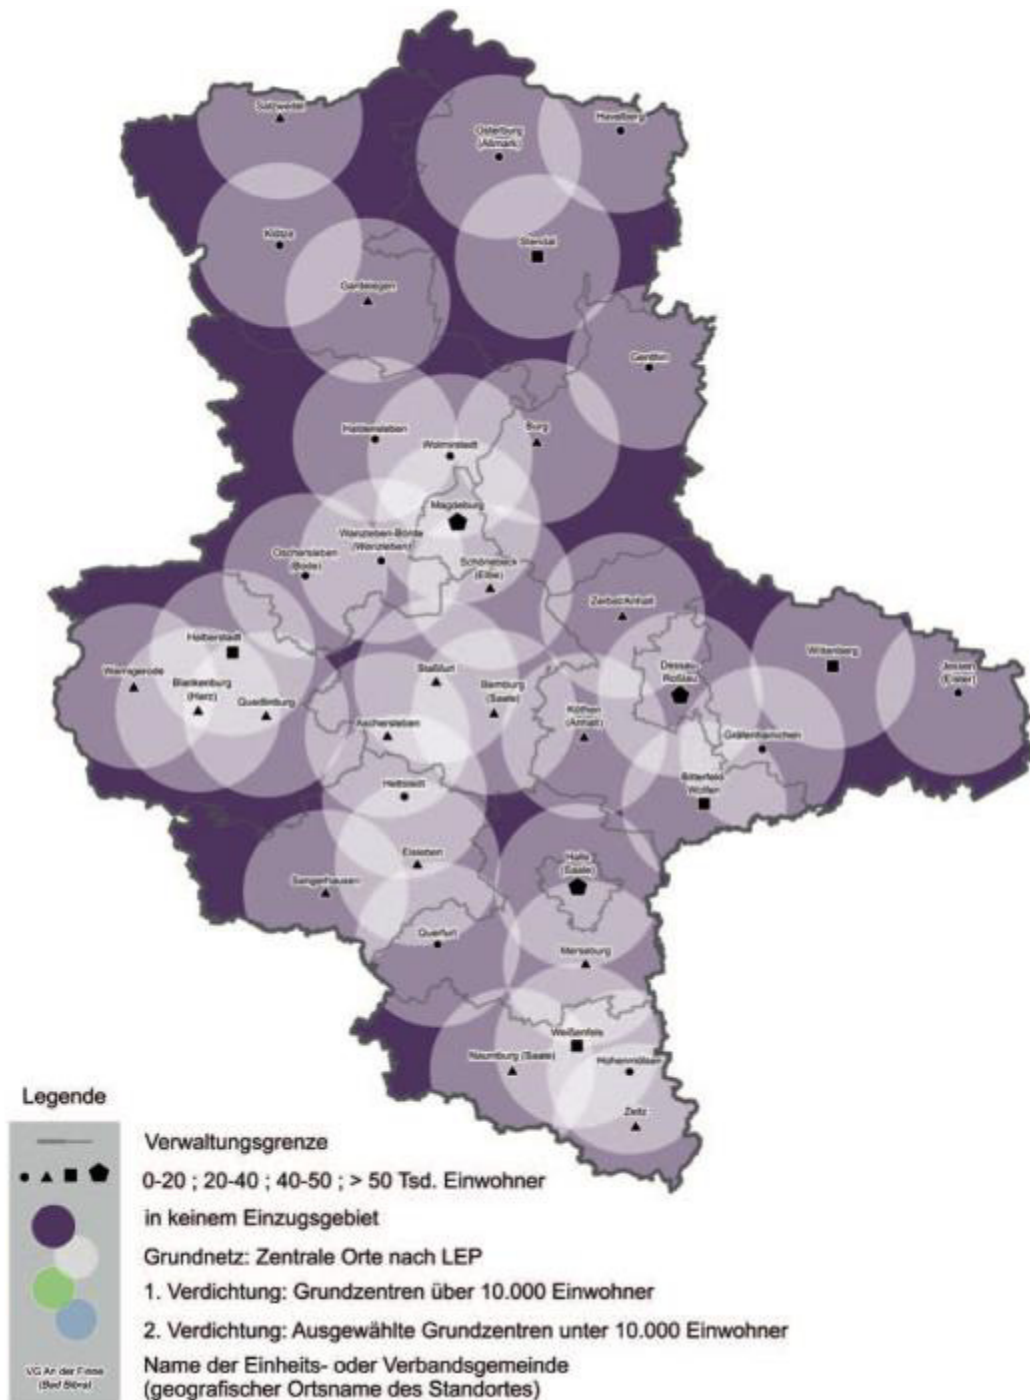 Salzwedel
Osterburg
(Altmark)
Havelberg
Klötze
Stendal
Gardelegen
Genthin
Haldensleben
Burg
Wolmirstedt
Magdeburg
Wanzleben-Börde
(Wanzleben)
Oschersleben
(Bode)
Schönebeck
(Elbe)
Zerbst/Anhalt
Halberstadt
Wernigerode
Blankenburg
(Harz)
Quedlinburg
Staßfurt
Bernburg
(Saale)
Aschersleben
Köthen
(Anhalt)
Dessau-
Roßlau
Wittenberg
Jessen
(Elster)
Gräfenhainichen
Bitterfeld
Wolfen
Hettstedt
Eisleben
Sangerhausen
Halle
(Saale)
Querfurt
Merseburg
Weißenfels
Naumburg (Saale)
Hohenmölsen
Zeitz
Legende
Verwaltungsgrenze
0-20 ; 20-40 ; 40-50 ; > 50 Tsd. Einwohner
in keinem Einzugsgebiet
Grundnetz: Zentrale Orte nach LEP
1. Verdichtung: Grundzentren über 10.000 Einwohner
2. Verdichtung: Ausgewählte Grundzentren unter 10.000 Einwohner
VG An der Finne
(Bad Bibra)
Name der Einheits- oder Verbandsgemeinde
(geografischer Ortsname des Standortes)